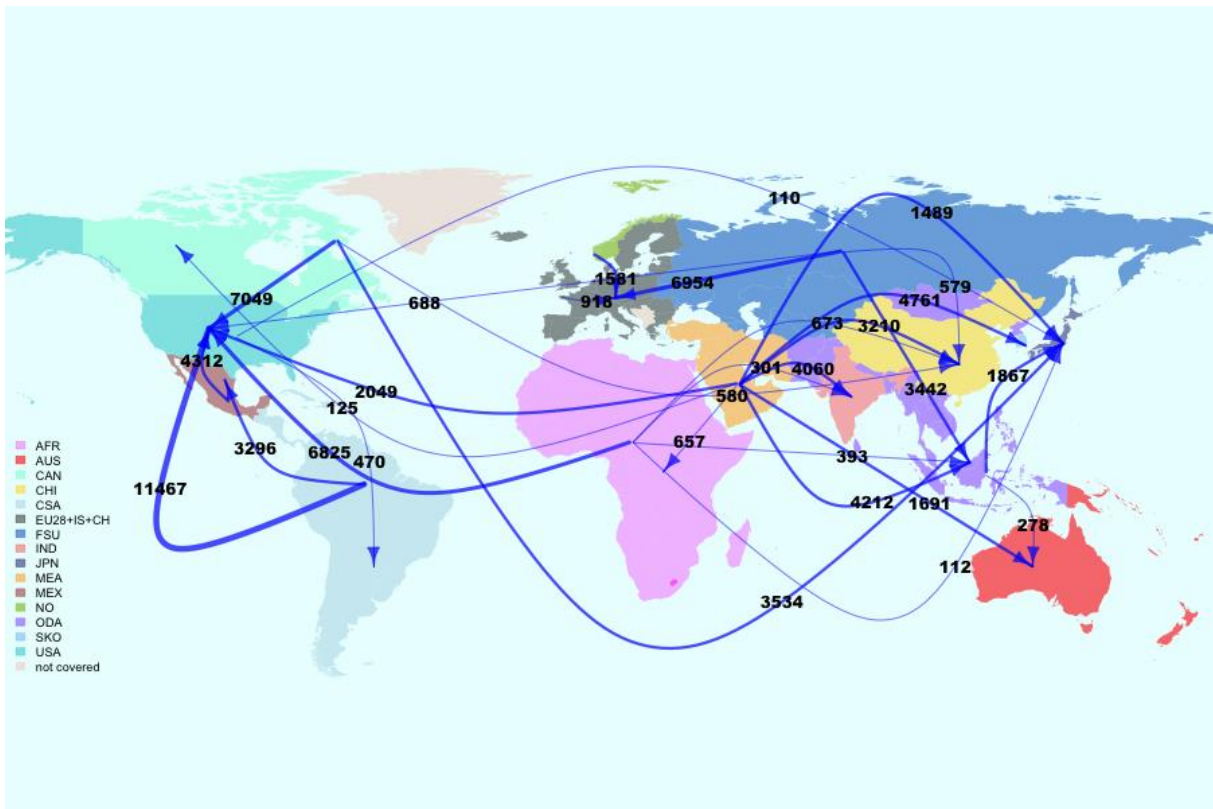 110
1489
1581
6954
579
918
7049
688
4761
673
3210
4312
301
4060
1867
2049
580
3442
125
657
3296
6825
470
393
11467
4212
1691
278
112
3534
AFR
AUS
CAN
CHI
CSA
EU28+IS+CH
FSU
IND
JPN
MEA
MEX
NO
ODA
SKO
USA
not covered